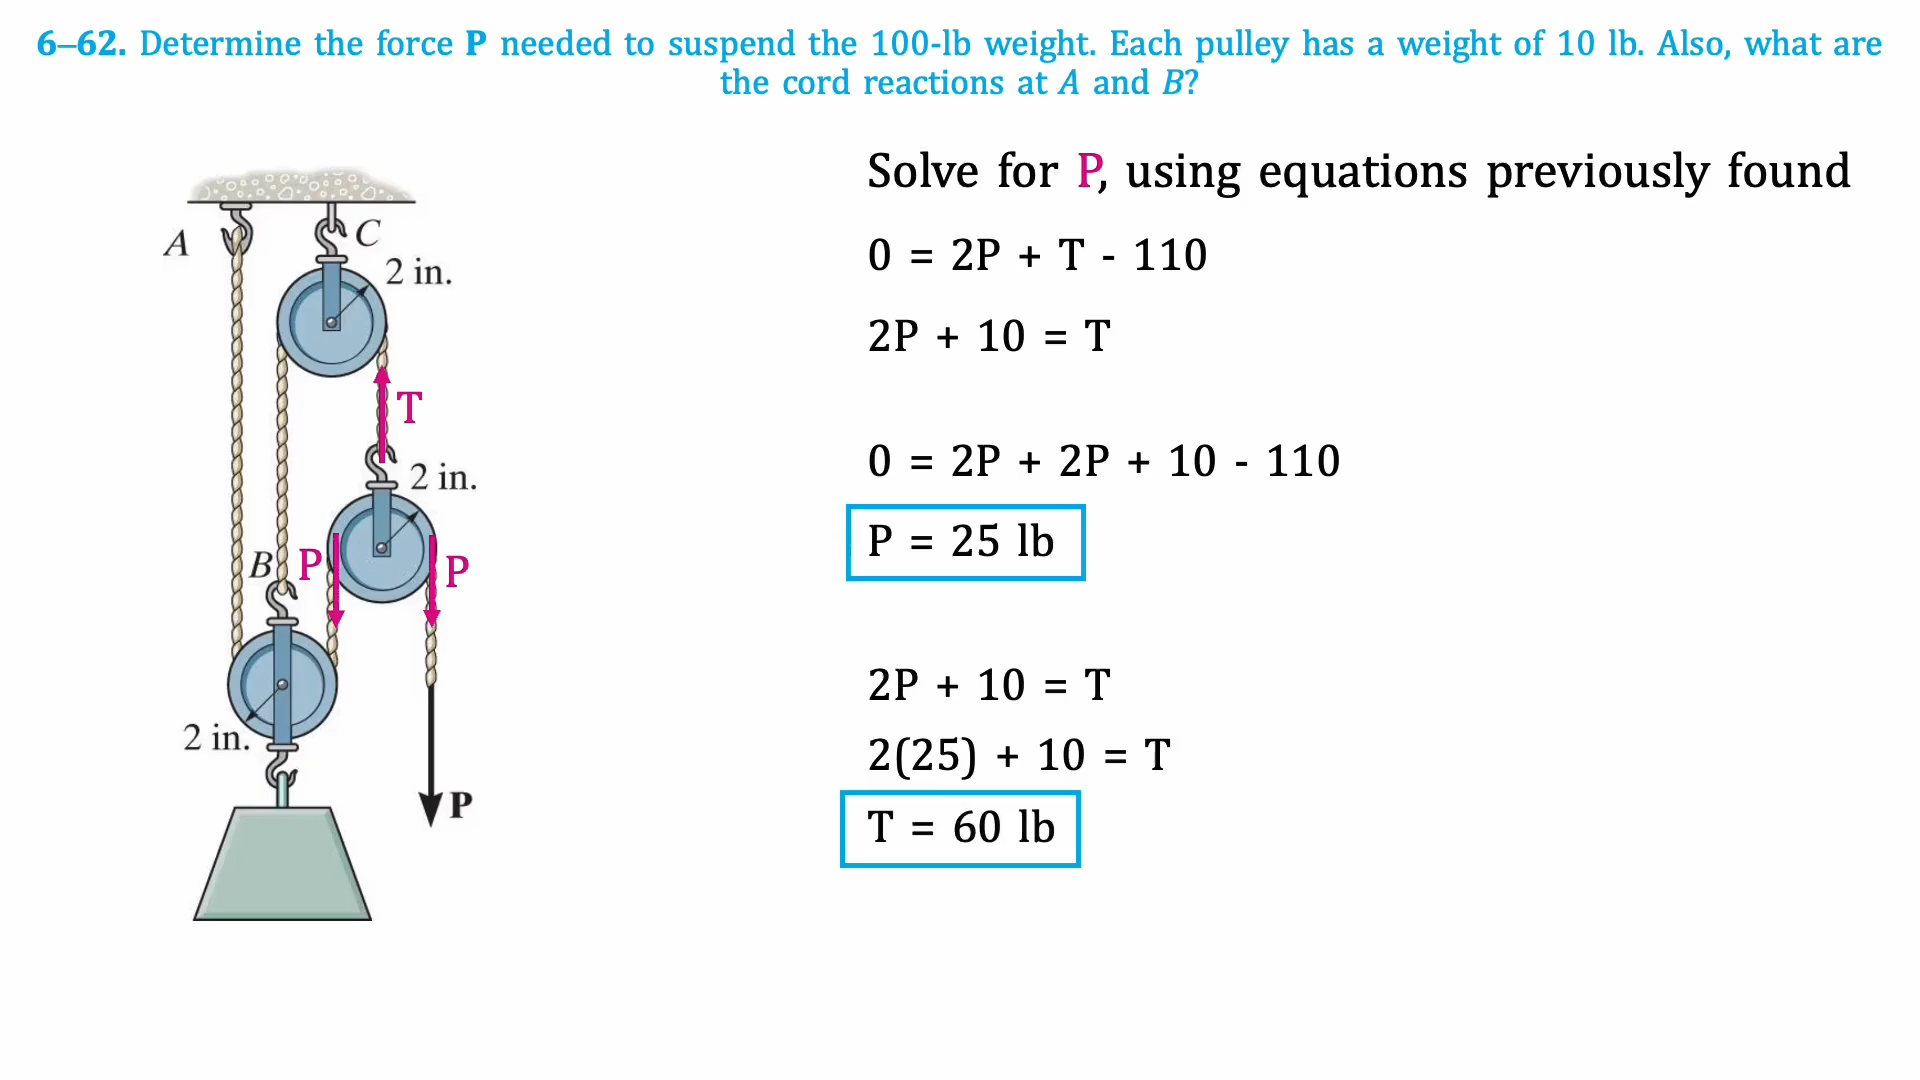 6–62. Determine the force P needed to suspend the 100-lb weight. Each pulley has a weight of 10 lb. Also, what are
the cord reactions at A and B?
Solve for P, using equations previously found
0 = 2P + T - 110
2P + 10 = T
0 = 2P + 2P + 10 - 110
P = 25 lb
2P + 10 = T
2(25) + 10 = T
T = 60 lb
A
C
2 in.
T
2 in.
B
P
P
2 in.
P